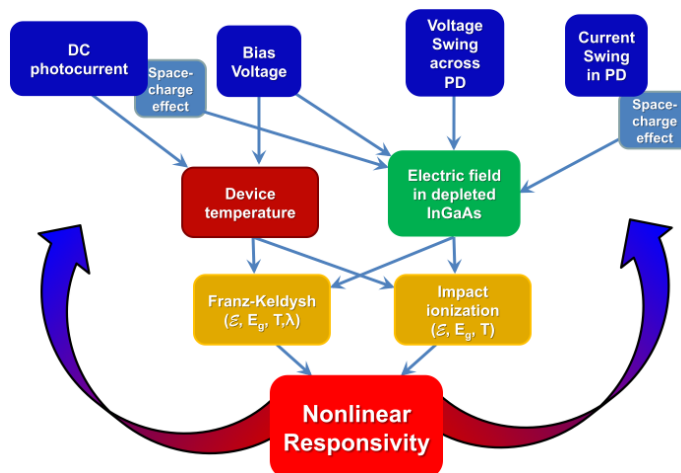 DC
photocurrent
Space-
charge
effect
Bias
Voltage
Voltage
Swing
across
PD
Current
Swing
in PD
Space-
charge
effect
Device
temperature
Electric field
in depleted
InGaAs
Franz-Keldysh
(ℰ, Eg, T,λ)
Impact
ionization
(ℰ, Eg, T)
Nonlinear
Responsivity